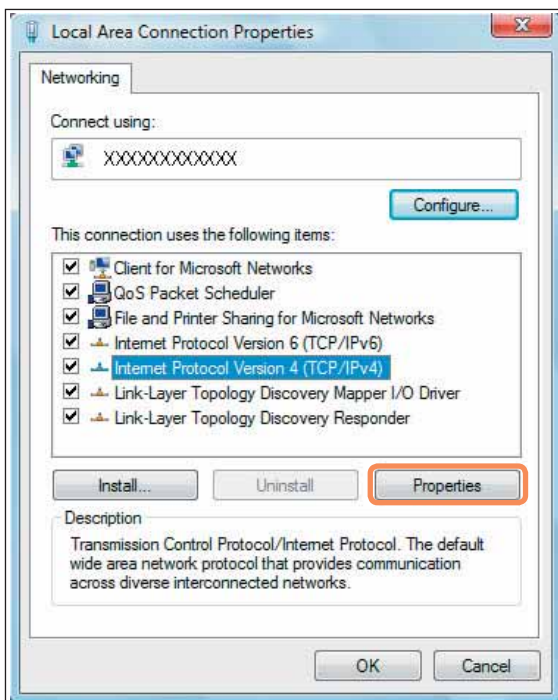 Local Area Connection Properties
Networking
Connect using:
XXXXXXXXXXXX
Configure...
This connection uses the following items:
Client for Microsoft Networks
QoS Packet Scheduler
File and Printer Sharing for Microsoft Networks
Internet Protocol Version 6 (TCP/IPv6)
Internet Protocol Version 4 (TCP/IPv4)
Link-Layer Topology Discovery Mapper I/O Driver
Link-Layer Topology Discovery Responder
Install... Uninstall Properties
Description
Transmission Control Protocol/Internet Protocol. The default
wide area network protocol that provides communication
across diverse interconnected networks.
OK Cancel